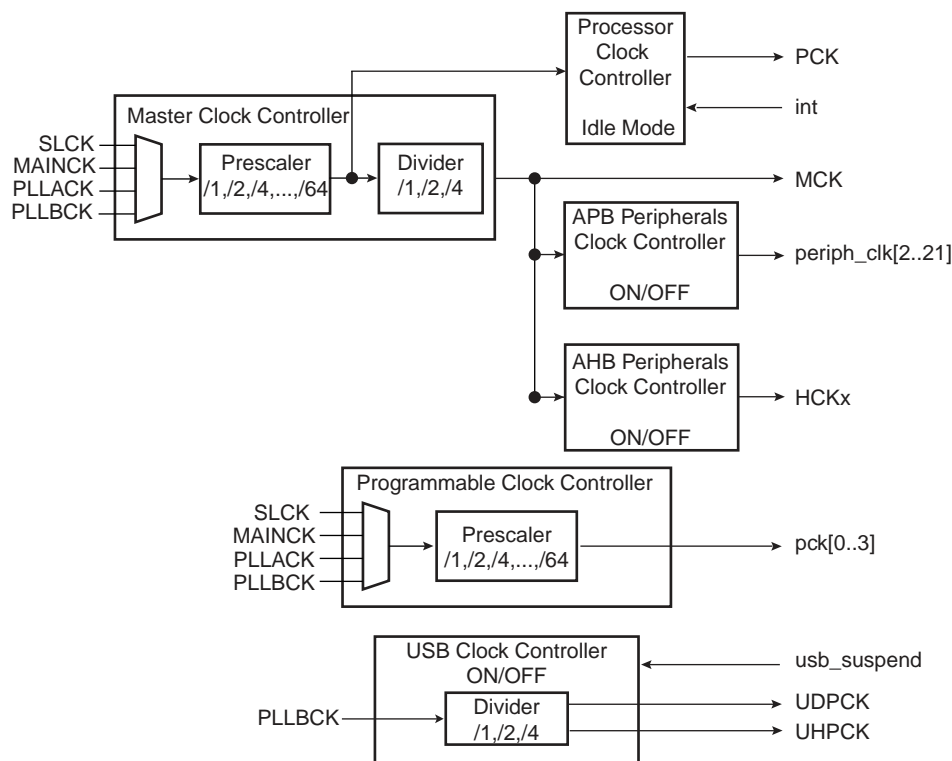 Processor
Clock
Controller
Idle Mode
PCK
int
Master Clock Controller
SLCK
MAINCK
PLLACK
PLLBCK
Prescaler
/1,/2,/4,...,/64
Divider
/1,/2,/4
MCK
APB Peripherals
Clock Controller
ON/OFF
periph_clk[2..21]
AHB Peripherals
Clock Controller
ON/OFF
HCKx
Programmable Clock Controller
SLCK
MAINCK
PLLACK
PLLBCK
Prescaler
/1,/2,/4,...,/64
pck[0..3]
USB Clock Controller
ON/OFF
usb_suspend
PLLBCK
Divider
/1,/2,/4
UDPCK
UHPCK